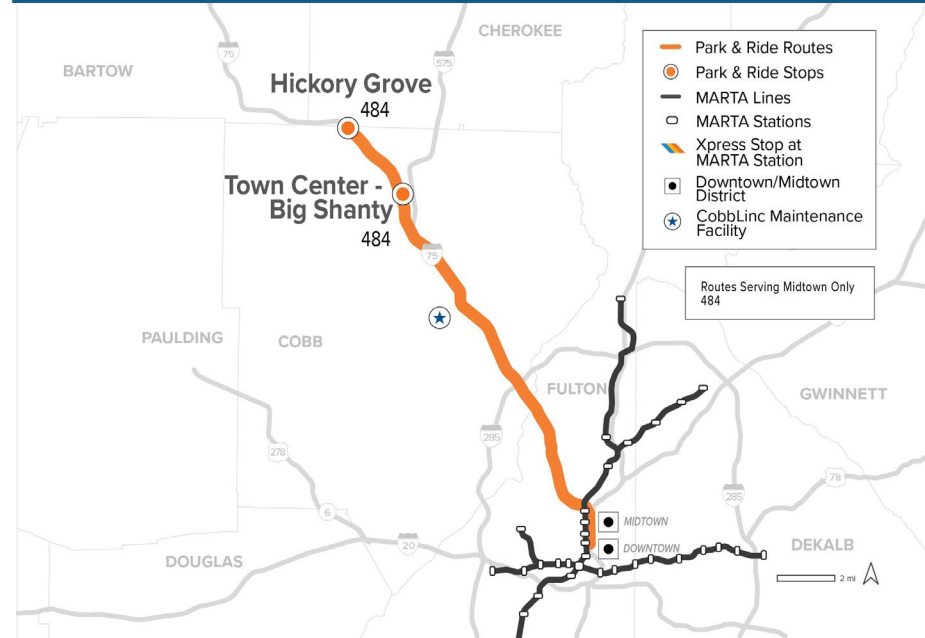 CHEROKEE
75
575
BARTOW
Hickory Grove
484
Town Center -
Big Shanty
484
75
Park & Ride Routes
Park & Ride Stops
MARTA Lines
MARTA Stations
Xpress Stop at
MARTA Station
Downtown/Midtown
District
CobbLinc Maintenance
Facility
Routes Serving Midtown Only
484
PAULDING
COBB
FULTON
GWINNETT
285
278
78
285
6
MIDTOWN
20
DOWNTOWN
DEKALB
DOUGLAS
2 mi